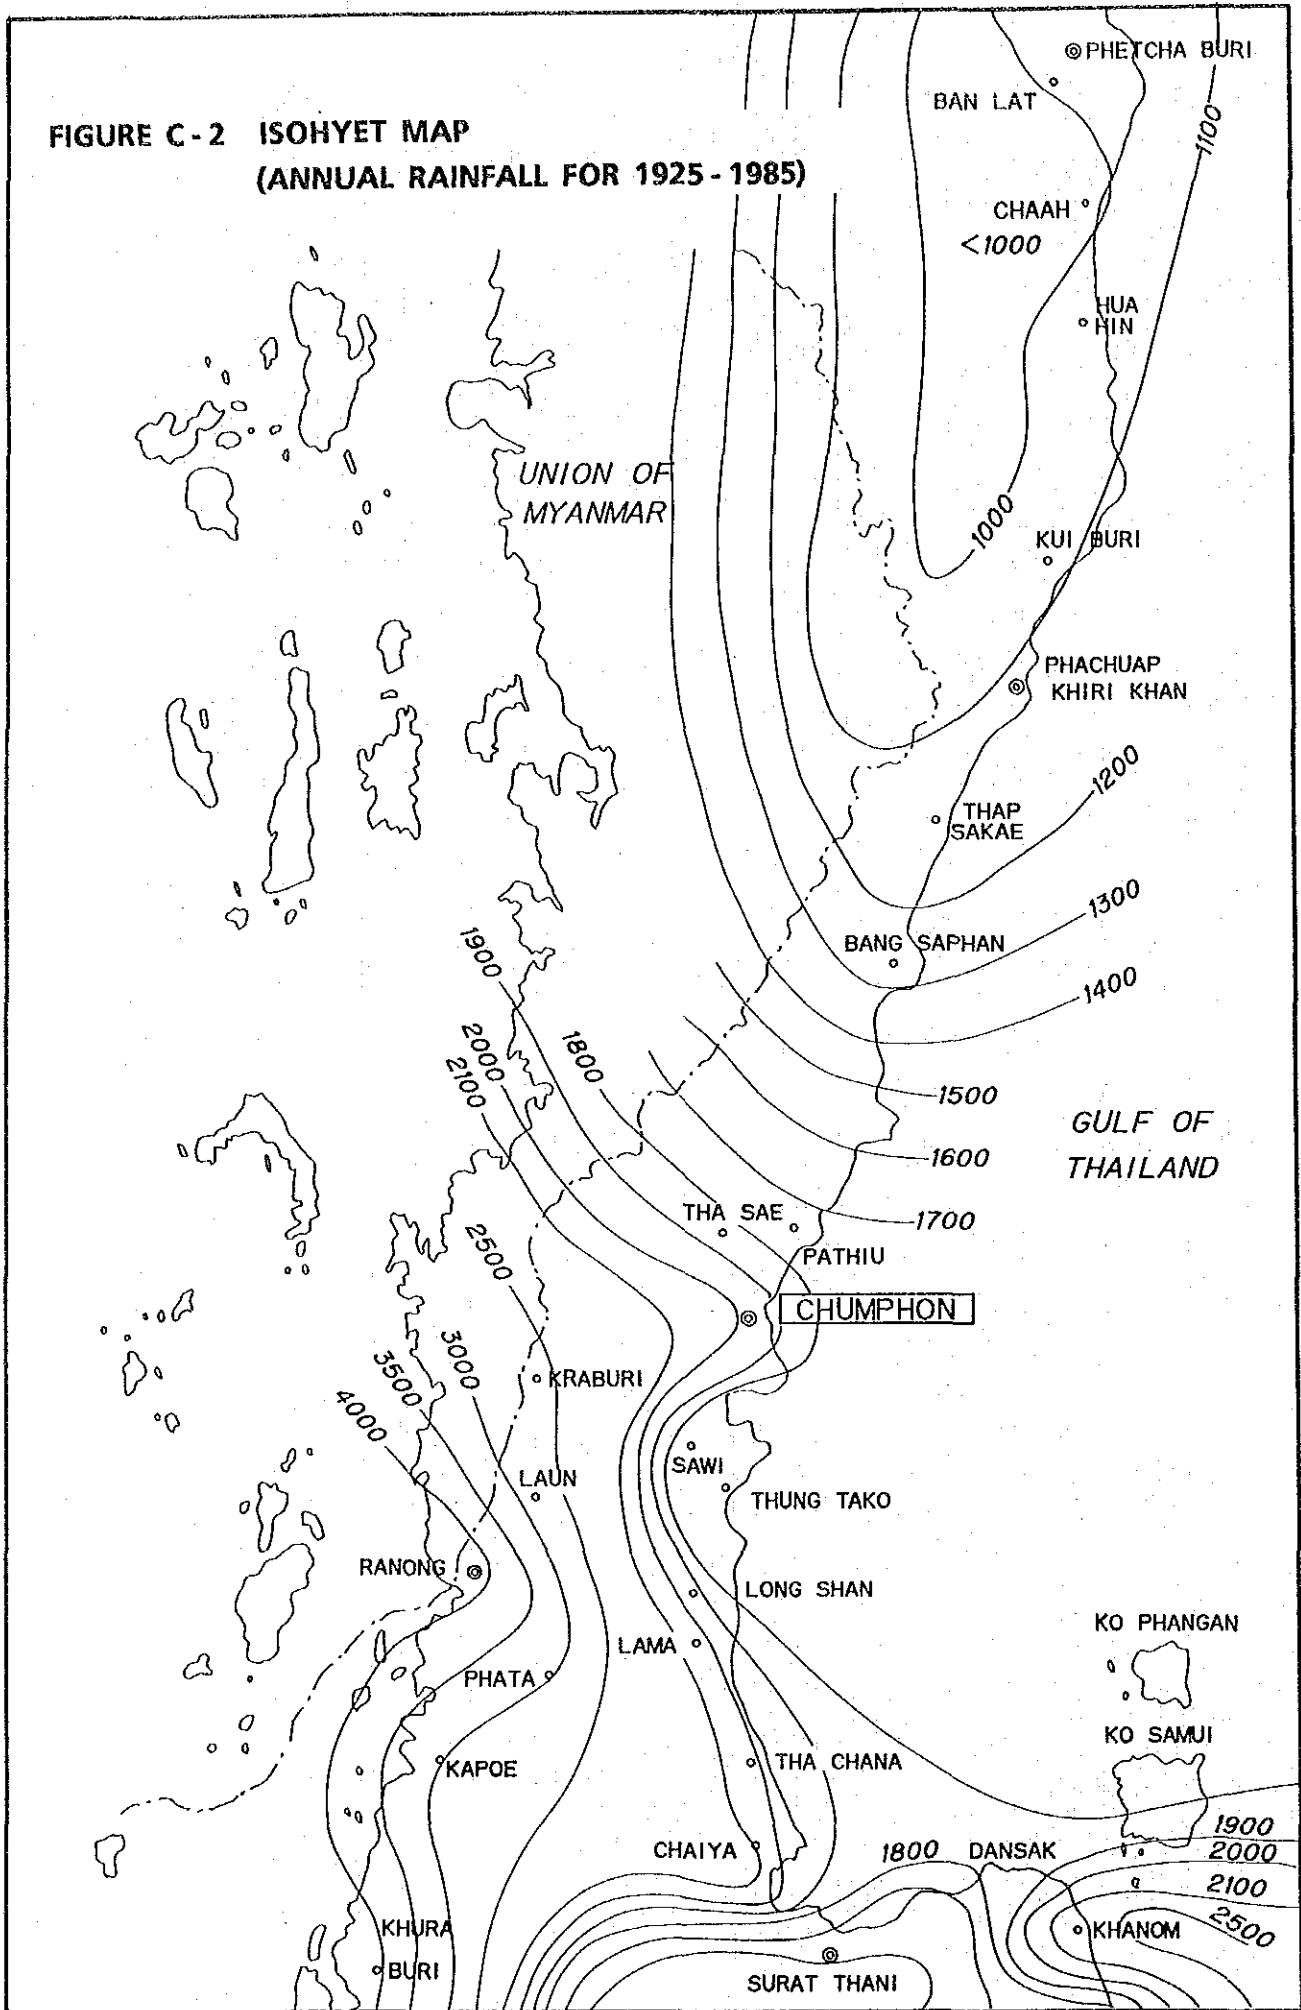 PHETCHA BURI
BAN LAT
1100
FIGURE C-2 ISOHYET MAP
(ANNUAL RAINFALL FOR 1925-1985)
CHAAH
<1000
HUA
HIN
UNION OF
MYANMAR
1000
KUI BURI
PHACHUAP
KHIRI KHAN
1200
THAP
SAKAE
1300
BANG SAPHAN
1400
1900
2000
1800
2100
1500
GULF OF
THAILAND
1600
1700
THA SAE
2500
PATHIU
CHUMPHON
3000
3500
KRABURI
4000
SAWI
LAUN
THUNG TAKO
RANONG
LONG SHAN
KO PHANGAN
LAMA
PHATA
KO SAMUI
KAPOE
THA CHANA
1900
CHAIYA
1800
DANSAK
2000
2100
2500
KHURA
BURI
KHANOM
SURAT THANI